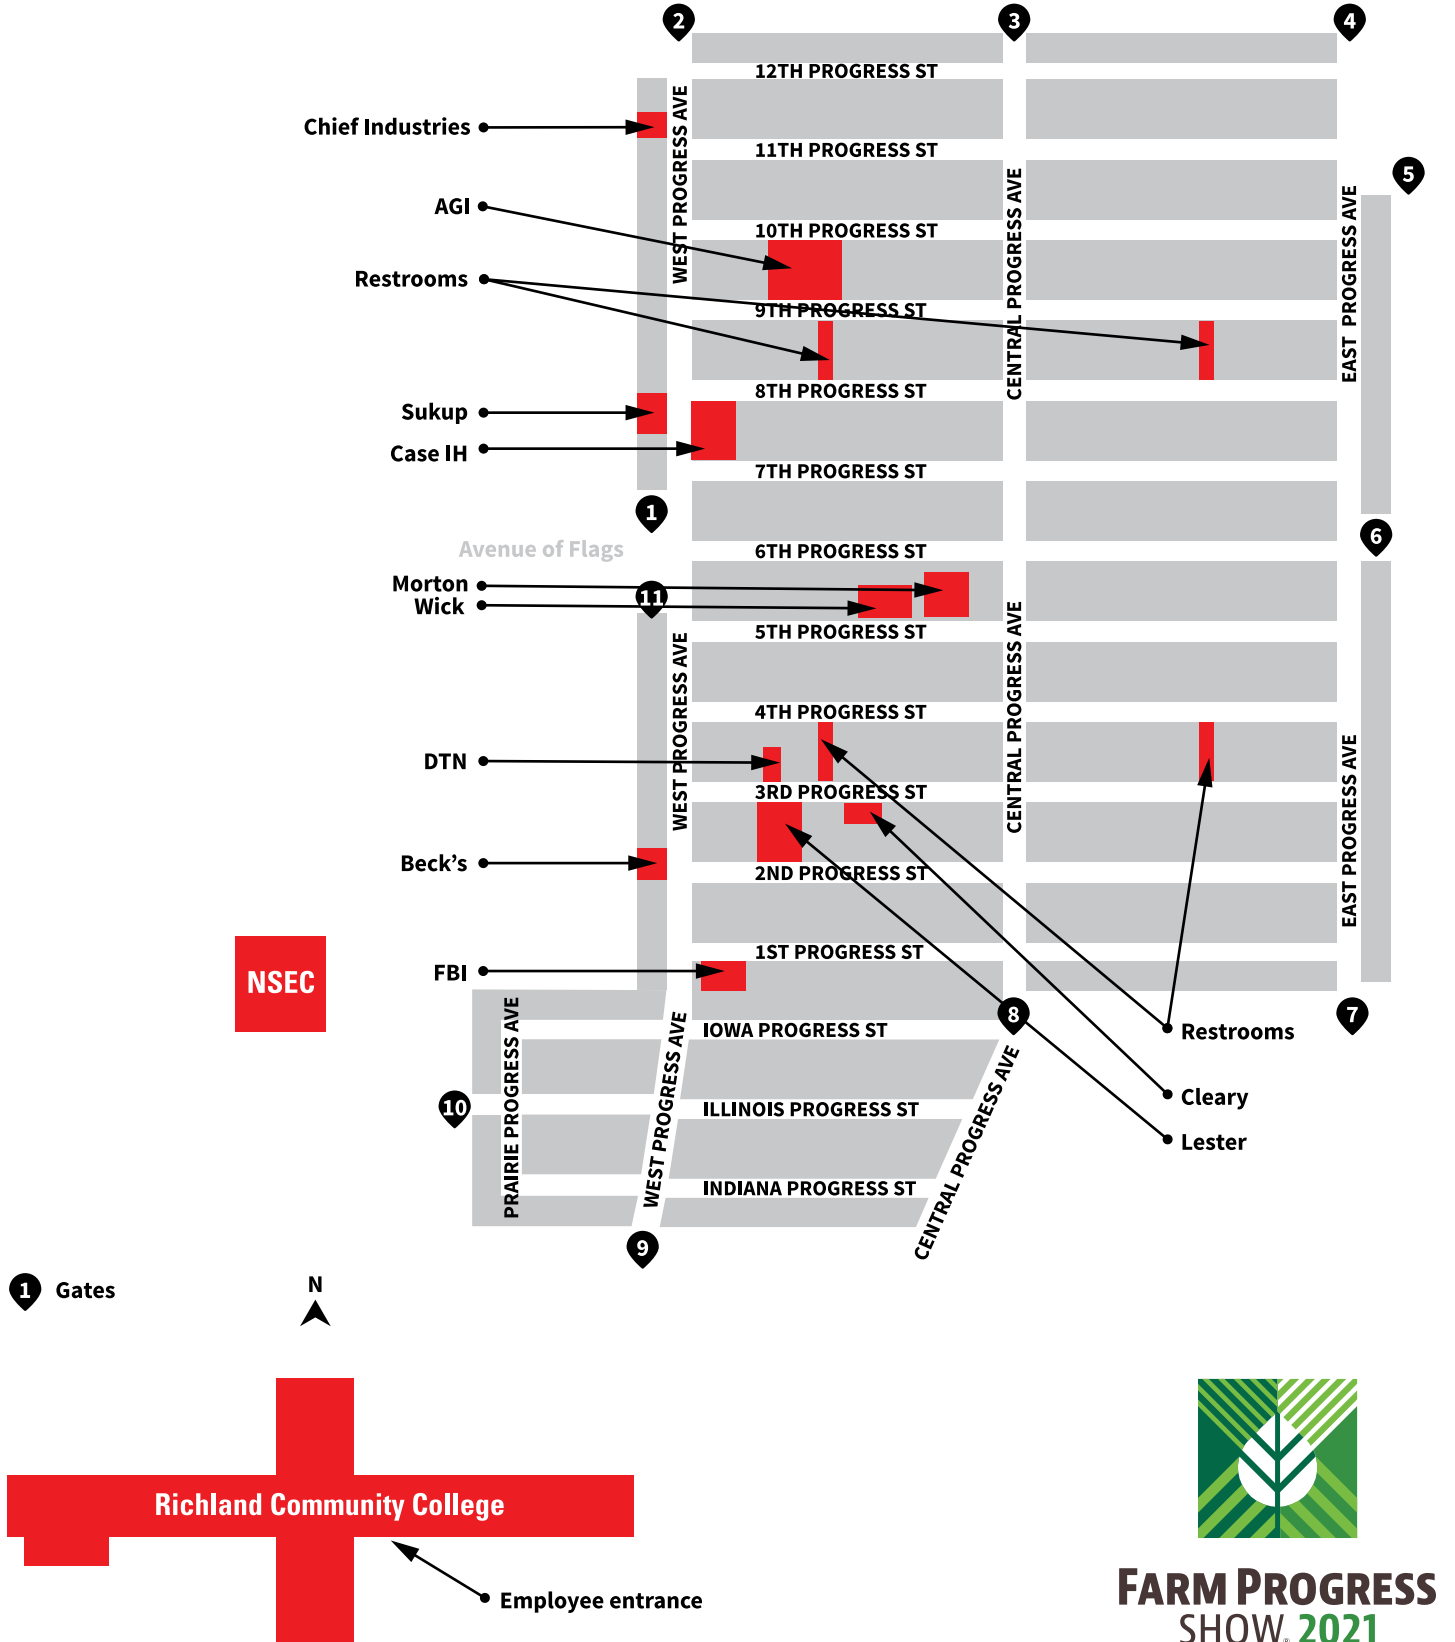 2
3
4
12TH PROGRESS ST
WEST PROGRESS AVE
Chief Industries
11TH PROGRESS ST
CENTRAL PROGRESS AVE
5
EAST PROGRESS AVE
AGI
10TH PROGRESS ST
Restrooms
9TH PROGRESS ST
8TH PROGRESS ST
Sukup
Case IH
7TH PROGRESS ST
1
6
Avenue of Flags
6TH PROGRESS ST
Morton
11
Wick
5TH PROGRESS ST
WEST PROGRESS AVE
CENTRAL PROGRESS AVE
4TH PROGRESS ST
EAST PROGRESS AVE
DTN
3RD PROGRESS ST
Beck's
2ND PROGRESS ST
1ST PROGRESS ST
FBI
NSEC
PRAIRIE PROGRESS AVE
WEST PROGRESS AVE
8
7
IOWA PROGRESS ST
Restrooms
CENTRAL PROGRESS AVE
Cleary
10
ILLINOIS PROGRESS ST
Lester
INDIANA PROGRESS ST
9
1 Gates
N
Richland Community College
Employee entrance
FARM PROGRESS
SHOW® 2021